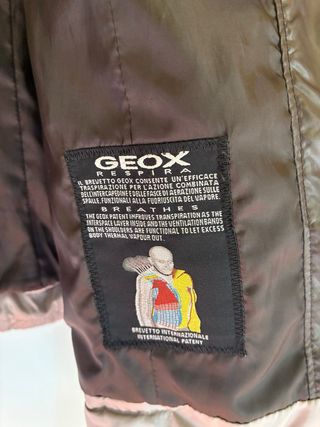 GEOX
RESPIRA
IL BREVETTO GEOX CONSENTE UN'EFFICACE
TRASPIRAZIONE PER L'AZIONE COMBINATA
DELL'INTERCAPEDINE E DELLE FASCE DI AERAZIONE SULLE
SPALLE, FUNZIONALI ALLA FUORISCITA DEL VAPORE.
BREATHES
THE GEOX PATENT IMPROVES TRANSPIRATION AS THE
INTERSPACE LAYER INSIDE AND THE VENTILATION BANDS
ON THE SHOULDERS ARE FUNCTIONAL TO LET EXCESS
BODY THERMAL VAPOUR OUT.
BREVETTO INTERNAZIONALE
INTERNATIONAL PATENT